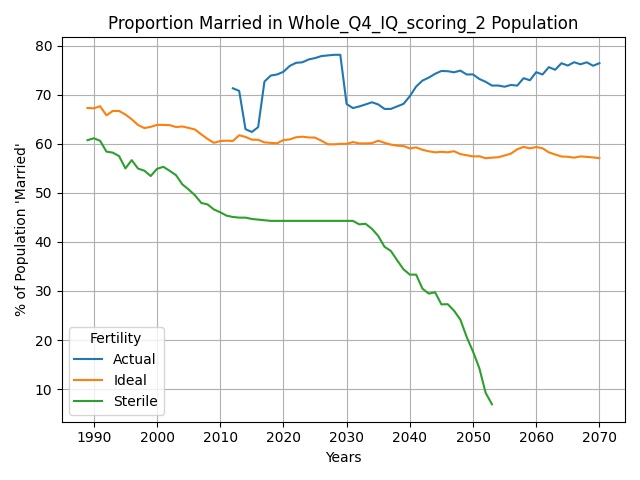 Proportion Married in Whole_Q4_IQ_scoring_2 Population
% of Population 'Married'
80
70
60
50
40
30
20
10
Fertility
Actual
Ideal
Sterile
1990 2000 2010 2020 2030 2040 2050 2060 2070
Years